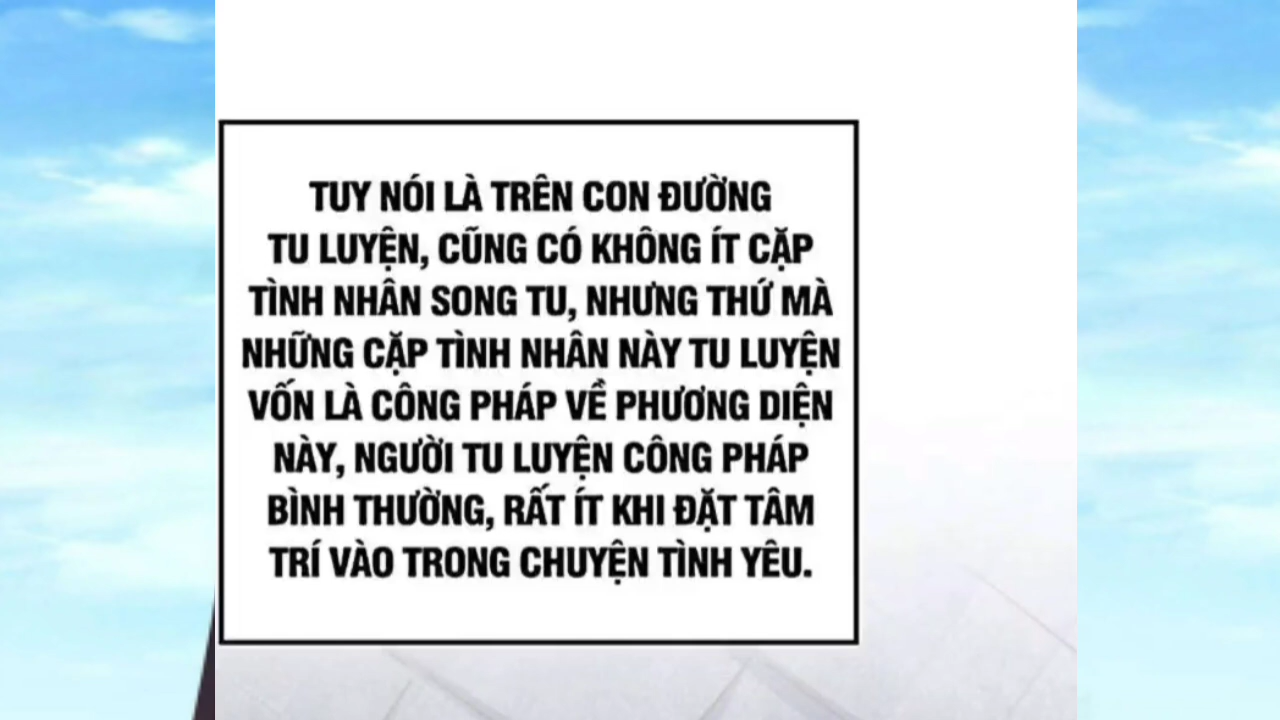 TUY NÓI LÀ TRÊN CON ĐƯỜNG
TU LUYỆN, CŨNG CÓ KHÔNG ÍT CẶP
TÌNH NHÂN SONG TU, NHƯNG THỨ MÀ
NHỮNG CẶP TÌNH NHÂN NÀY TU LUYỆN
VỐN LÀ CÔNG PHÁP VỀ PHƯƠNG DIỆN
NÀY, NGƯỜI TU LUYỆN CÔNG PHÁP
BÌNH THƯỜNG, RẤT ÍT KHI ĐẶT TÂM
TRÍ VÀO TRONG CHUYỆN TÌNH YÊU.